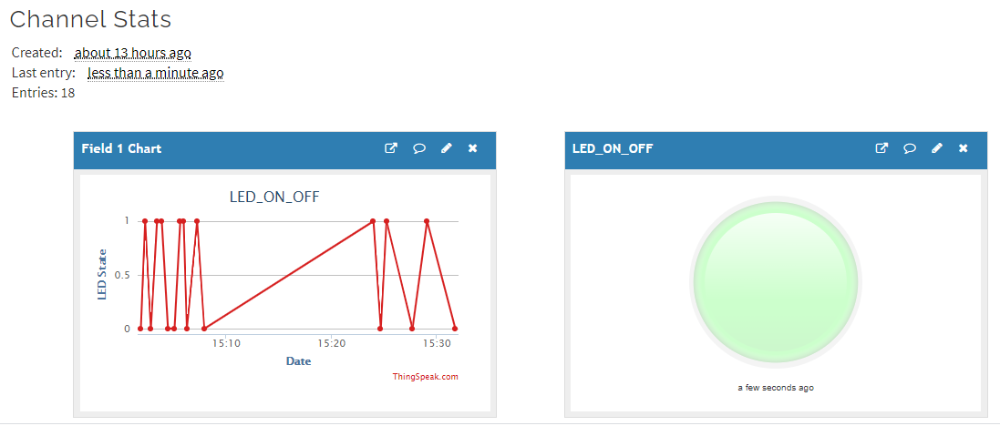 Channel Stats
Created: about 13 hours ago
Last entry: less than a minute ago
Entries: 18
Field 1 Chart
LED_ON_OFF
LED State
1
0.5
0
15:10 15:20 15:30
Date
ThingSpeak.com
LED_ON_OFF
a few seconds ago